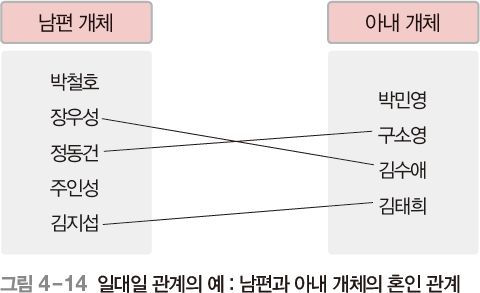 남편 개체
아내 개체
박철호
장우성
정동건
주인성
김지섭
박민영
구소영
김수애
김태희
그림 4-14 일대일 관계의 예 : 남편과 아내 개체의 혼인 관계